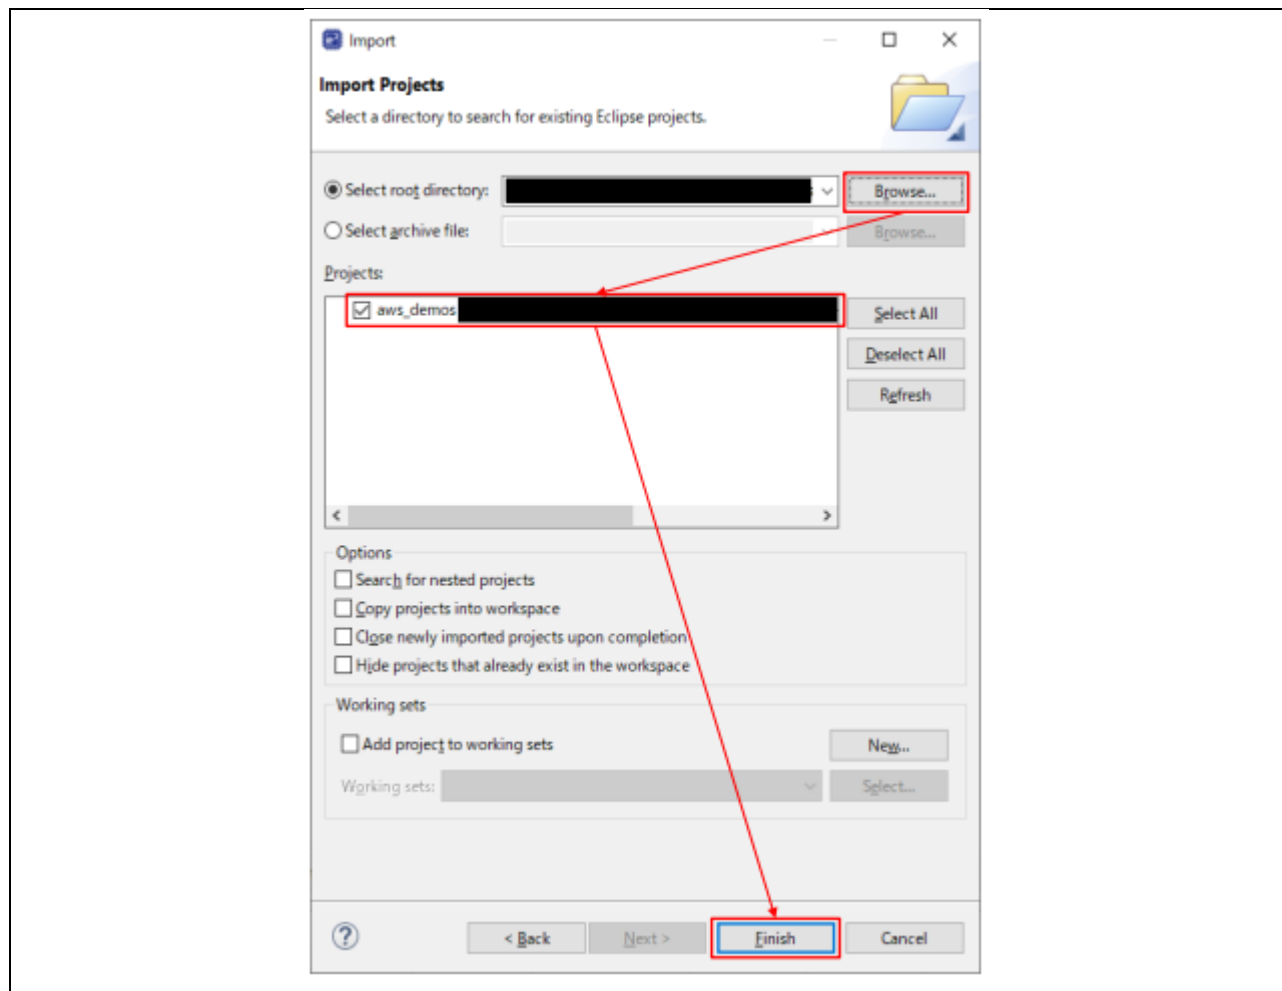 Import
Import Projects
Select a directory to search for existing Eclipse projects.
Select root directory:
Browse...
Select archive file:
Browse...
Projects:
aws_demos
Select All
Deselect All
Refresh
Options
Search for nested projects
Copy projects into workspace
Close newly imported projects upon completion
Hide projects that already exist in the workspace
Working sets
Add project to working sets
New...
Working sets:
Select...
< Back
Next >
Finish
Cancel